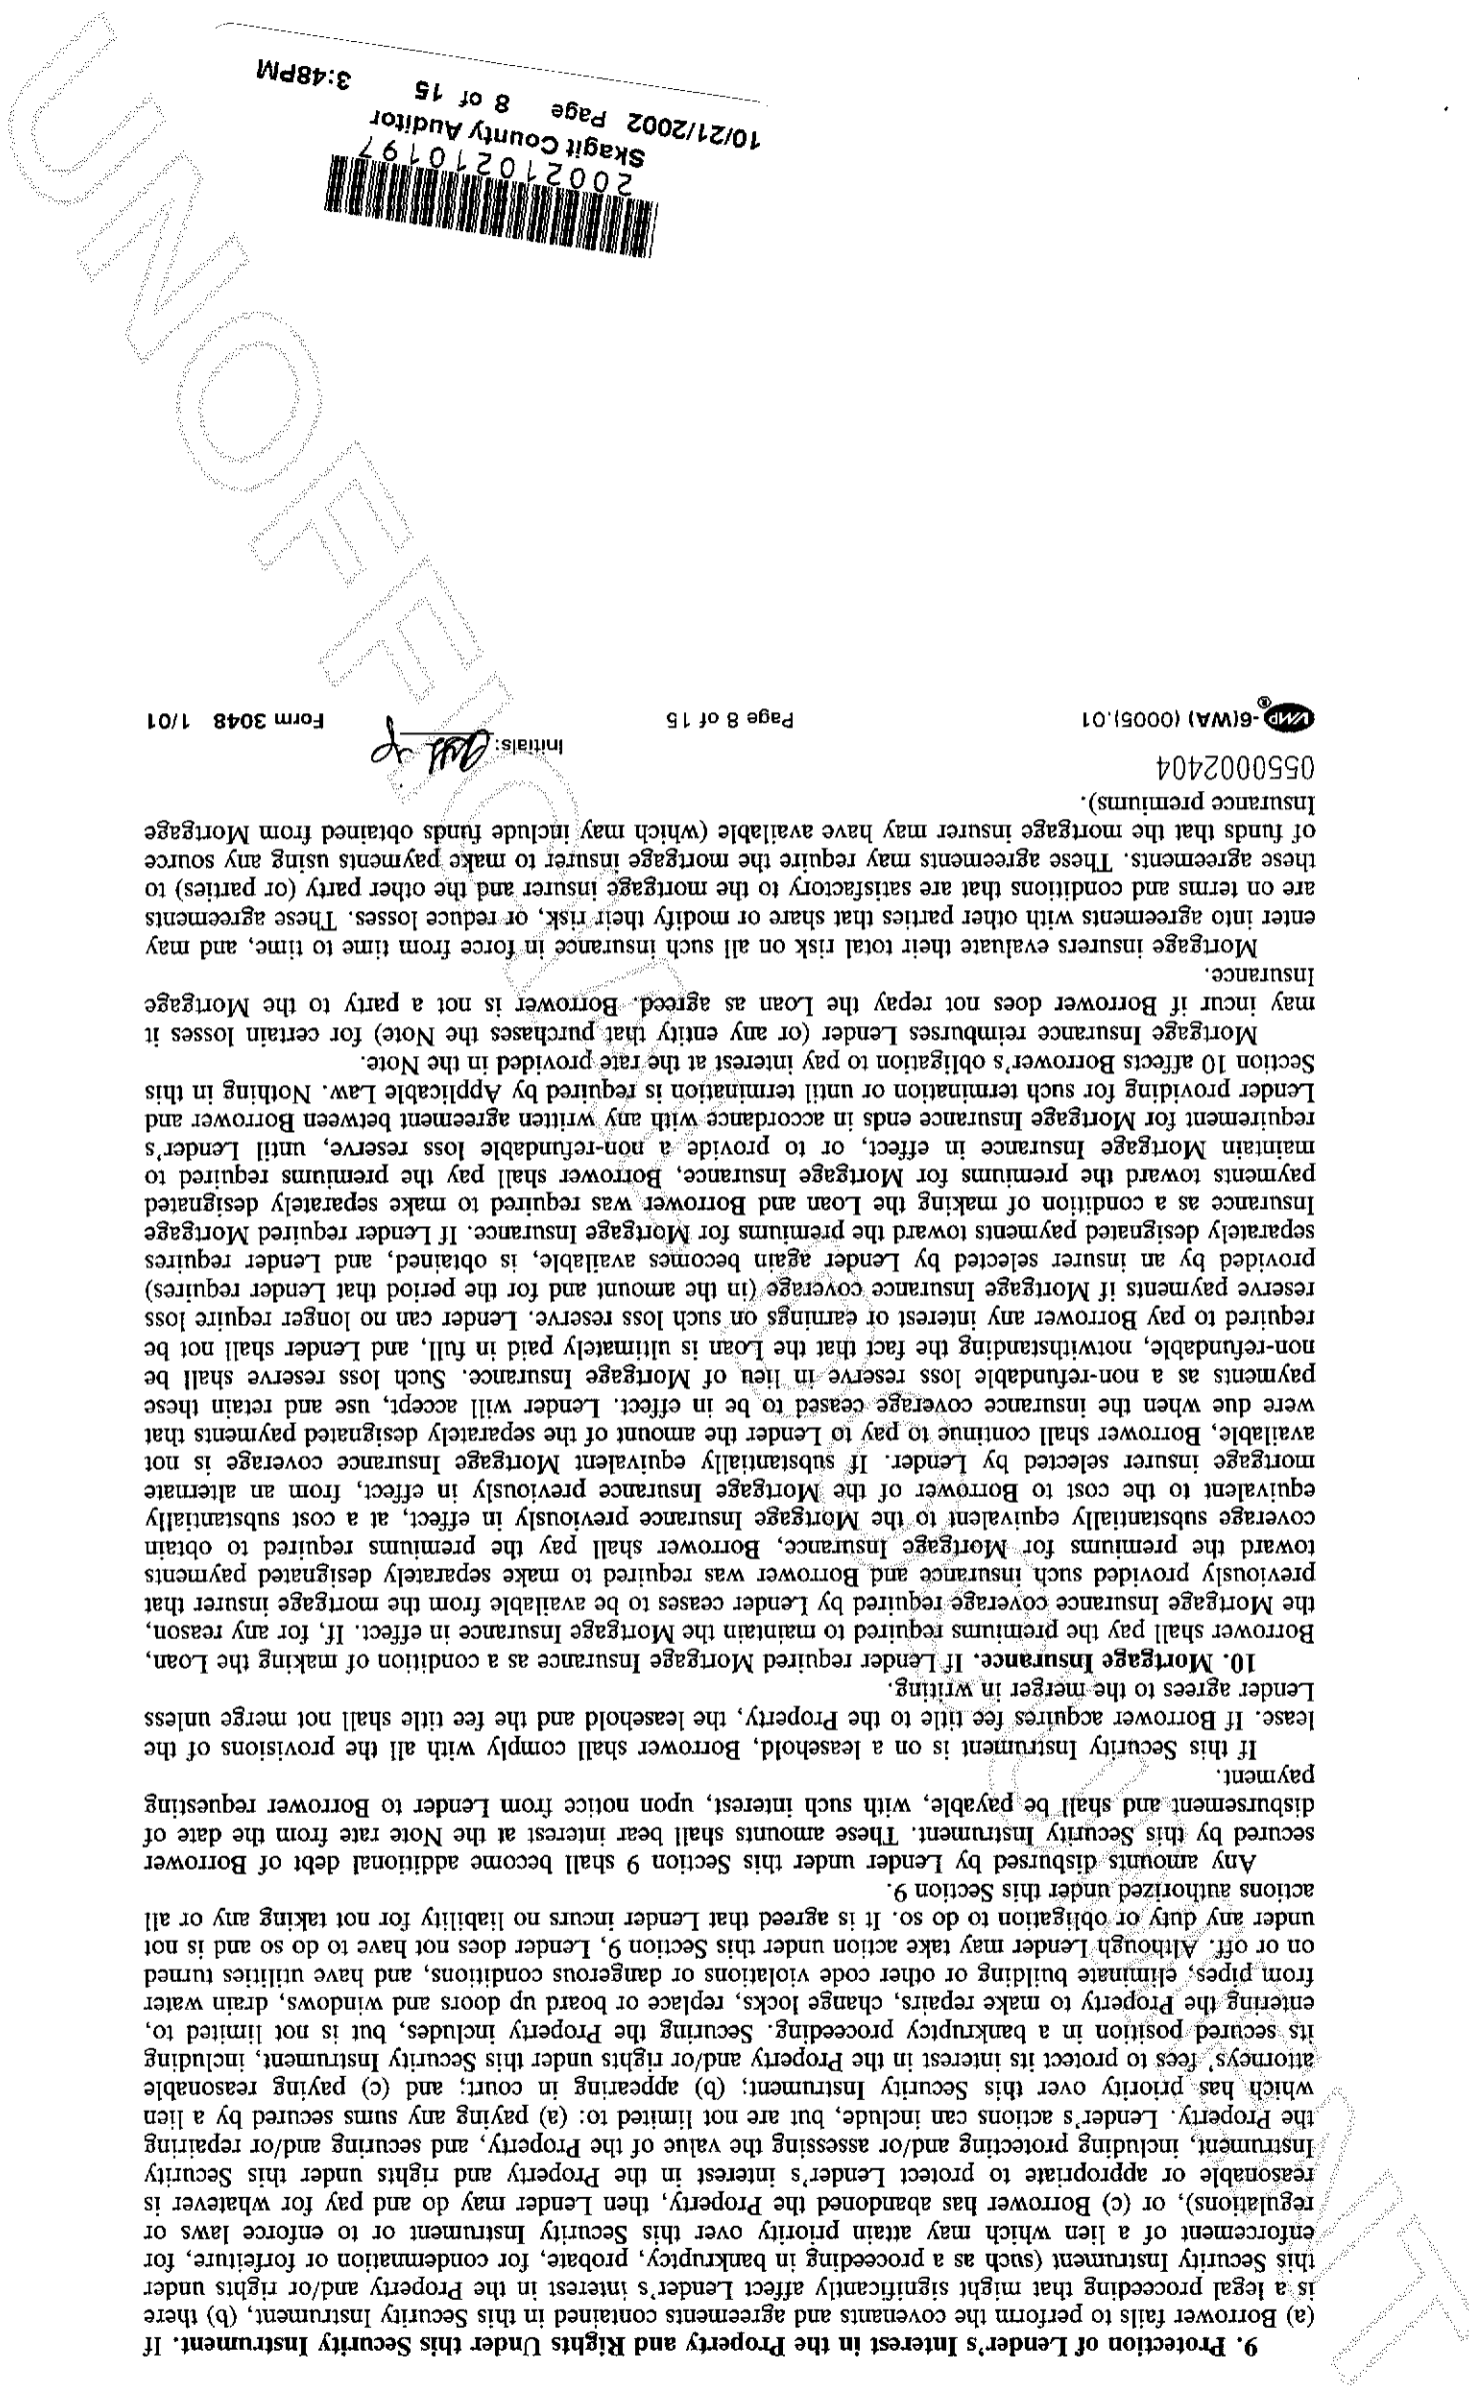 9. Protection of Lender's Interest in the Property and Rights Under this Security Instrument. If
(a) Borrower fails to perform the covenants and agreements contained in this Security Instrument, (b) there
is a legal proceeding that might significantly affect Lender's interest in the Property and/or rights under
this Security Instrument (such as a proceeding in bankruptcy, probate, for condemnation or forfeiture, for
enforcement of a lien which may attain priority over this Security Instrument or to enforce laws or
regulations), or (c) Borrower has abandoned the Property, then Lender may do and pay for whatever is
reasonable or appropriate to protect Lender's interest in the Property and rights under this Security
Instrument, including protecting and/or assessing the value of the Property, and securing and/or repairing
the Property. Lender's actions can include, but are not limited to: (a) paying any sums secured by a lien
which has priority over this Security Instrument; (b) appearing in court; and (c) paying reasonable
attorneys' fees to protect its interest in the Property and/or rights under this Security Instrument, including
its secured position in a bankruptcy proceeding. Securing the Property includes, but is not limited to,
entering the Property to make repairs, change locks, replace or board up doors and windows, drain water
from pipes, eliminate building or other code violations or dangerous conditions, and have utilities turned
on or off. Although Lender may take action under this Section 9, Lender does not have to do so and is not
under any duty or obligation to do so. It is agreed that Lender incurs no liability for not taking any or all
actions authorized under this Section 9.
Any amounts disbursed by Lender under this Section 9 shall become additional debt of Borrower
secured by this Security Instrument. These amounts shall bear interest at the Note rate from the date of
disbursement and shall be payable, with such interest, upon notice from Lender to Borrower requesting
payment.
If this Security Instrument is on a leasehold, Borrower shall comply with all the provisions of the
lease. If Borrower acquires fee title to the Property, the leasehold and the fee title shall not merge unless
Lender agrees to the merger in writing.
10. Mortgage Insurance. If Lender required Mortgage Insurance as a condition of making the Loan,
Borrower shall pay the premiums required to maintain the Mortgage Insurance in effect. If, for any reason,
the Mortgage Insurance coverage required by Lender ceases to be available from the mortgage insurer that
previously provided such insurance and Borrower was required to make separately designated payments
toward the premiums for Mortgage Insurance, Borrower shall pay the premiums required to obtain
coverage substantially equivalent to the Mortgage Insurance previously in effect, at a cost substantially
equivalent to the cost to Borrower of the Mortgage Insurance previously in effect, from an alternate
mortgage insurer selected by Lender. If substantially equivalent Mortgage Insurance coverage is not
available, Borrower shall continue to pay to Lender the amount of the separately designated payments that
were due when the insurance coverage ceased to be in effect. Lender will accept, use and retain these
payments as a non-refundable loss reserve in lieu of Mortgage Insurance. Such loss reserve shall be
non-refundable, notwithstanding the fact that the Loan is ultimately paid in full, and Lender shall not be
required to pay Borrower any interest or earnings on such loss reserve. Lender can no longer require loss
reserve payments if Mortgage Insurance coverage (in the amount and for the period that Lender requires)
provided by an insurer selected by Lender again becomes available, is obtained, and Lender requires
separately designated payments toward the premiums for Mortgage Insurance. If Lender required Mortgage
Insurance as a condition of making the Loan and Borrower was required to make separately designated
payments toward the premiums for Mortgage Insurance, Borrower shall pay the premiums required to
maintain Mortgage Insurance in effect, or to provide a non-refundable loss reserve, until Lender's
requirement for Mortgage Insurance ends in accordance with any written agreement between Borrower and
Lender providing for such termination or until termination is required by Applicable Law. Nothing in this
Section 10 affects Borrower's obligation to pay interest at the rate provided in the Note.
Mortgage Insurance reimburses Lender (or any entity that purchases the Note) for certain losses it
may incur if Borrower does not repay the Loan as agreed. Borrower is not a party to the Mortgage
Insurance.
Mortgage insurers evaluate their total risk on all such insurance in force from time to time, and may
enter into agreements with other parties that share or modify their risk, or reduce losses. These agreements
are on terms and conditions that are satisfactory to the mortgage insurer and the other party (or parties) to
these agreements. These agreements may require the mortgage insurer to make payments using any source
of funds that the mortgage insurer may have available (which may include funds obtained from Mortgage
Insurance premiums).
0550002404
Initials:
VMP®-6(WA) (0005).01 Page 8 of 15 Form 3048 1/01
200210210197
Skagit County Auditor
10/21/2002 Page 8 of 15 3:48PM
UNOFFICIAL DOCUMENT